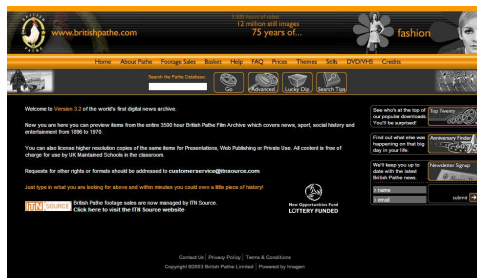 BRITISH
PATHE
www.britishpathe.com
3,500 hours of video
12 million still images
75 years of...
fashion
Home About Pathe Footage Sales Basket Help FAQ Prices Themes Stills DVD/VHS Credits
Search the Pathe Database:
Go Advanced Lucky Dip Search Tips
Welcome to Version 3.2 of the world's first digital news archive.
Now you are here you can preview items from the entire 3500 hour British Pathe Film Archive which covers news, sport, social history and
entertainment from 1896 to 1970.
You can also license higher resolution copies of the same items for Presentations, Web Publishing or Private Use. All content is free of
charge for use by UK Maintained Schools in the classroom.
Requests for other rights or formats should be addressed to customerservice@itnsource.com
Just type in what you are looking for above and within minutes you could own a little piece of history!
ITN SOURCE
British Pathe footage sales are now managed by ITN Source.
Click here to visit the ITN Source website
New Opportunities Fund
LOTTERY FUNDED
See who's at the top of
our popular downloads.
You'll be surprised!
Top Twenty
Find out what else was
happening on that big
day in your life.
Anniversary Finder
We'll keep you up to
date with the latest
British Pathe news.
Newsletter Signup
> name
> email
submit
Contact Us | Privacy Policy | Terms & Conditions
Copyright ©2003 British Pathe Limited | Powered by Imagen